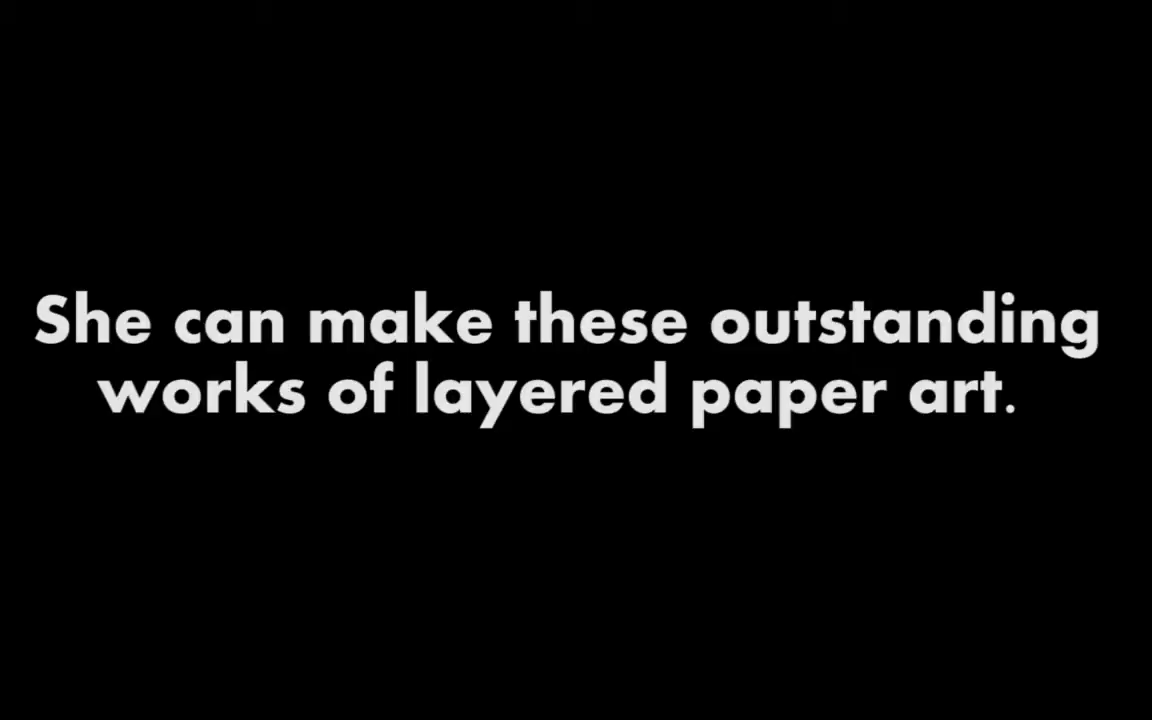 She can make these outstanding
works of layered paper art.